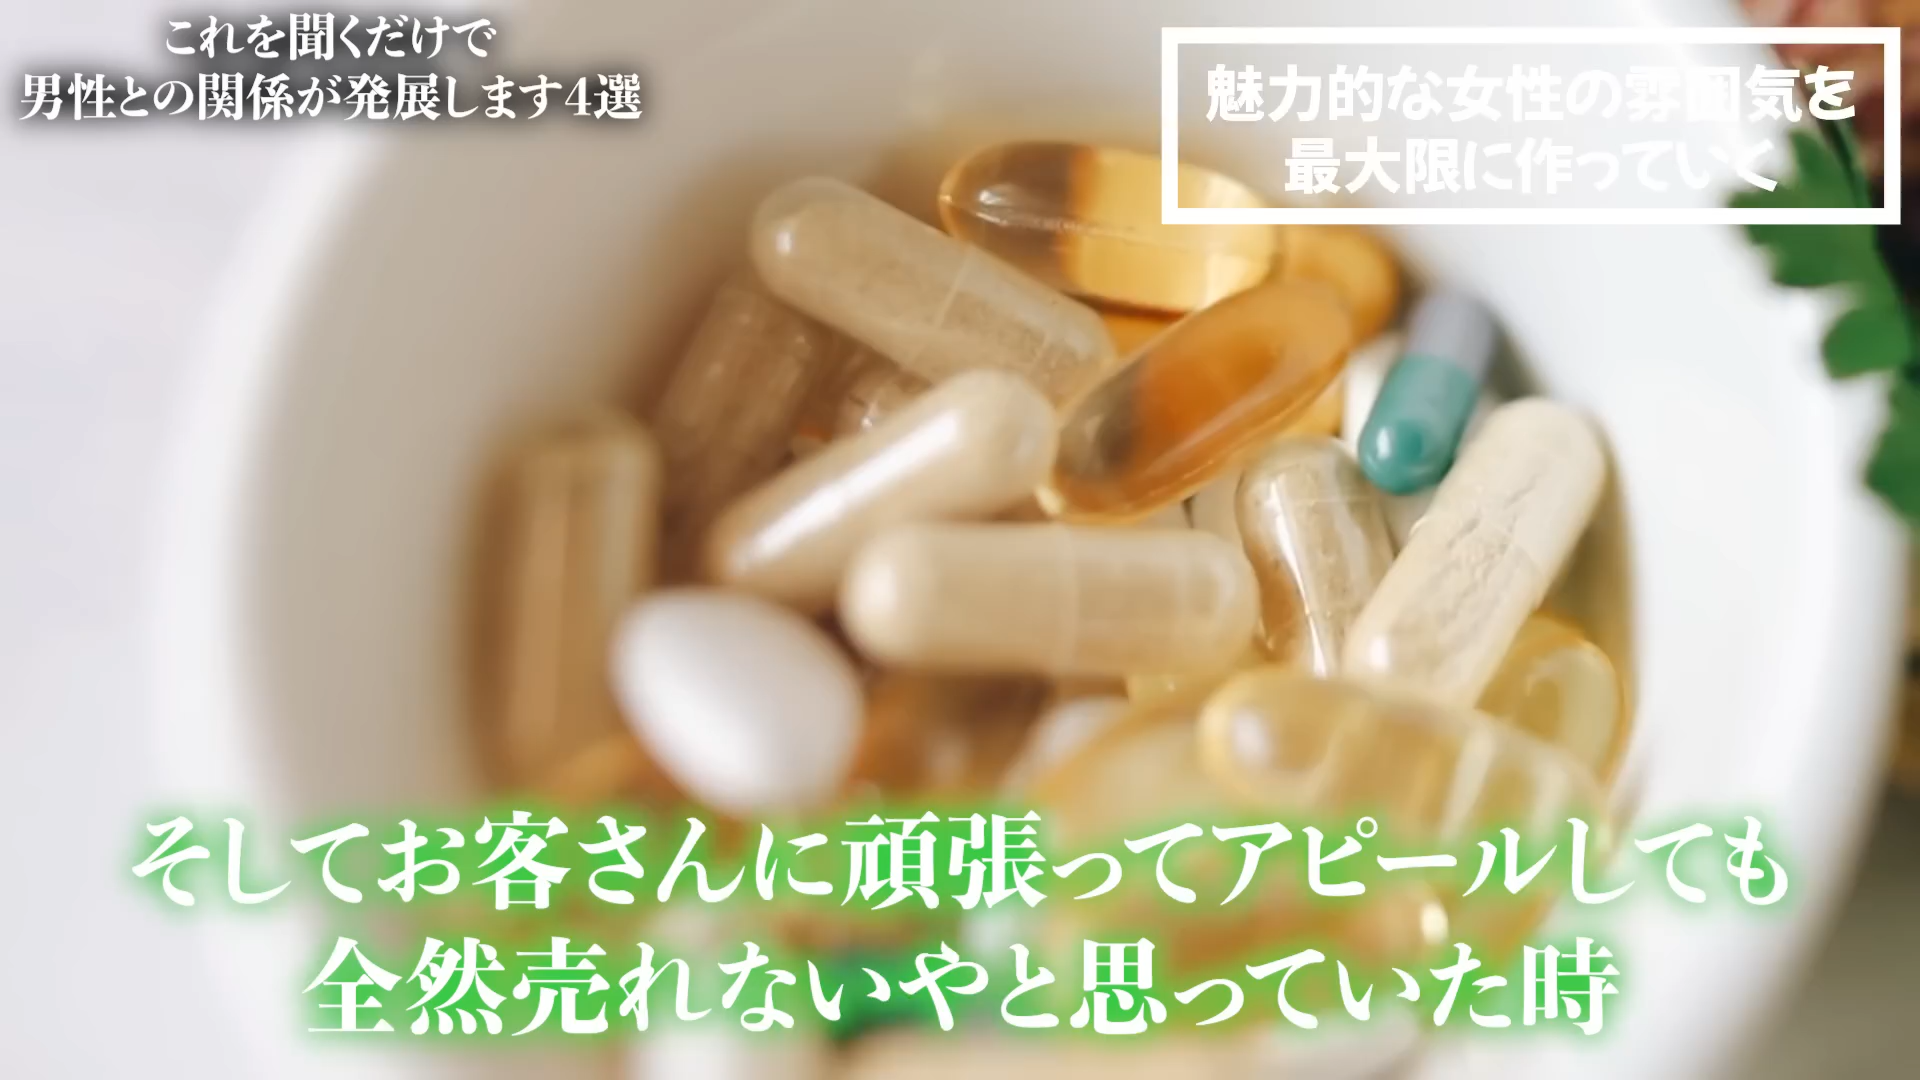 これを聞くだけで
男性との関係が発展します4選
魅力的な女性の雰囲気を
最大限に作っていく
そしてお客さんに頑張ってアピールしても
全然売れないやと思っていた時